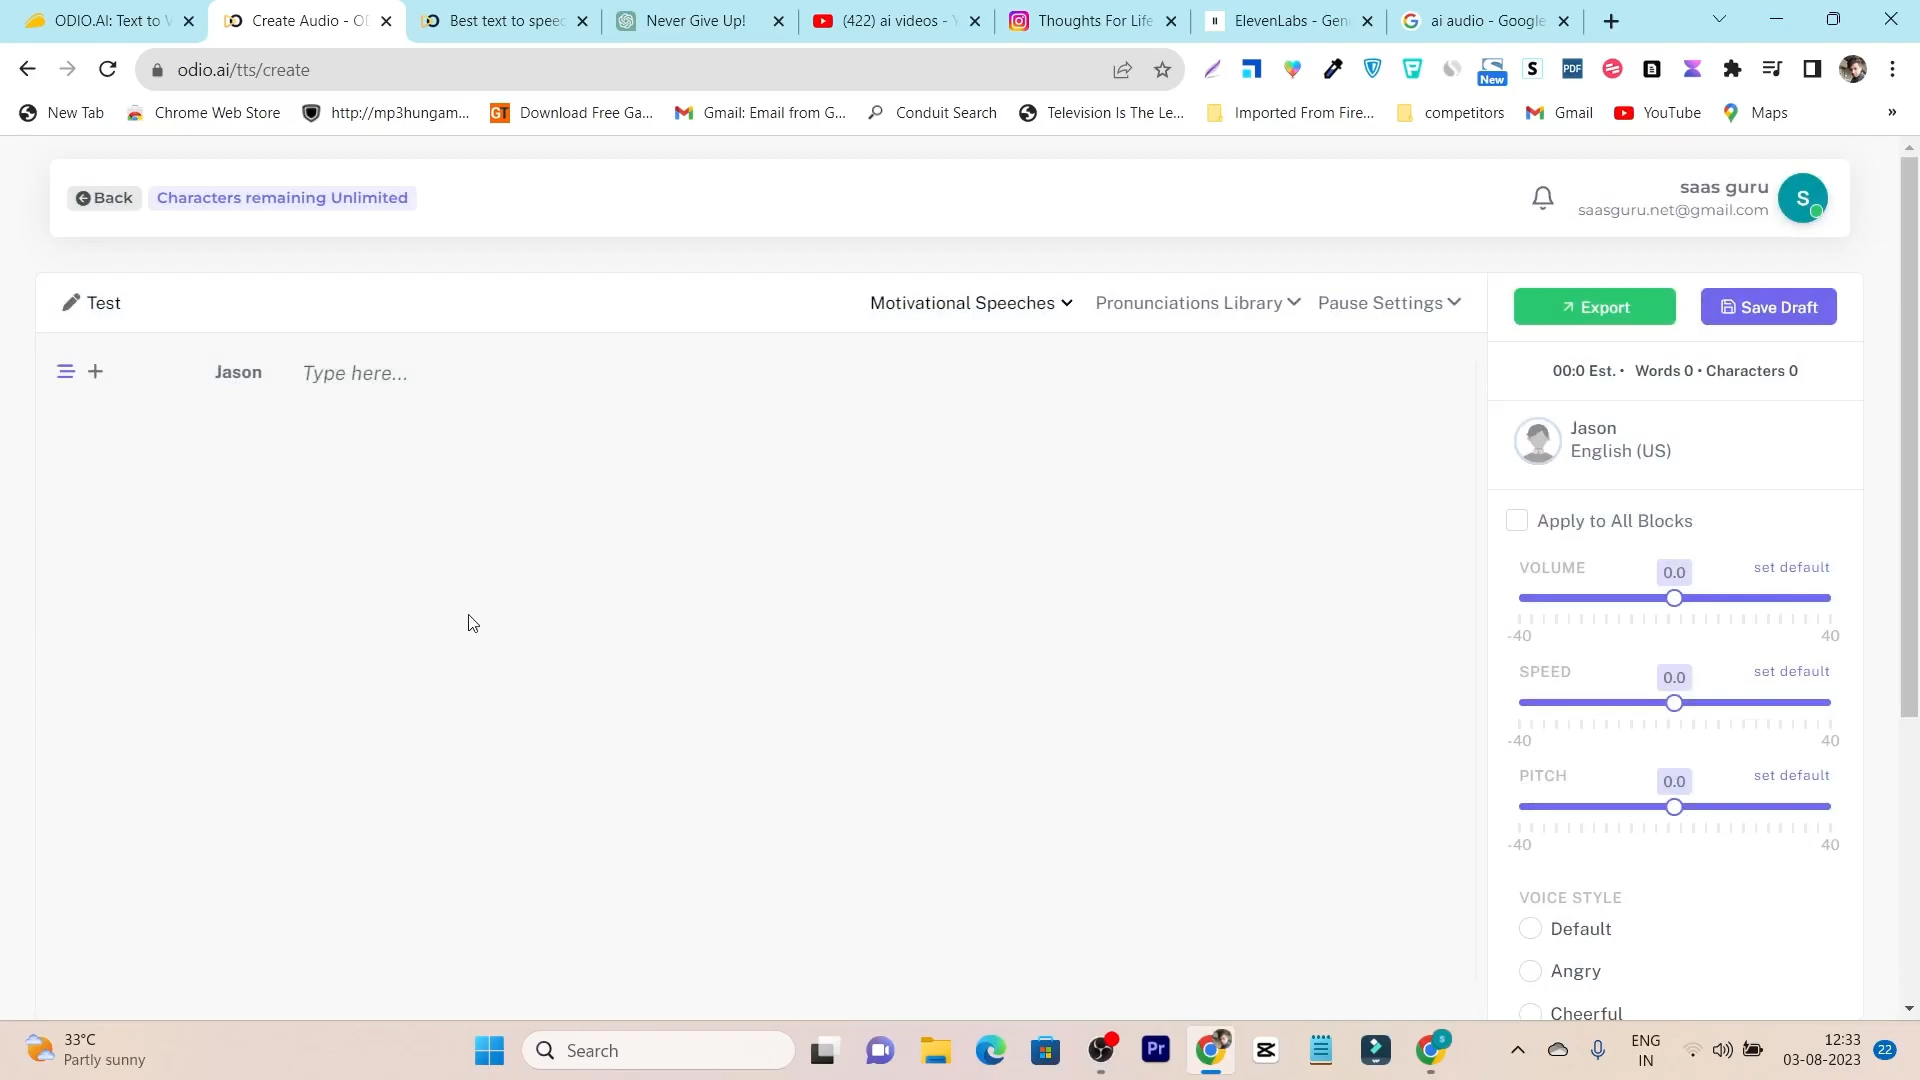 ODIO.AI: Text to V
Create Audio - OD
Best text to speec
Never Give Up!
(422) ai videos - Y
Thoughts For Life
ElevenLabs - Gen
ai audio - Google
odio.ai/tts/create
New
PDF
New Tab
Chrome Web Store
http://mp3hungam...
GT Download Free Ga...
Gmail: Email from G...
Conduit Search
Television Is The Le...
Imported From Fire...
competitors
Gmail
YouTube
Maps
»
Back
Characters remaining Unlimited
saas guru
saasguru.net@gmail.com
S
Test
Motivational Speeches
Pronunciations Library
Pause Settings
Export
Save Draft
Jason
Type here...
00:0 Est. • Words 0 • Characters 0
Jason
English (US)
Apply to All Blocks
VOLUME
0.0
set default
-40
40
SPEED
0.0
set default
-40
40
PITCH
0.0
set default
-40
40
VOICE STYLE
Default
Angry
Cheerful
33°C
Partly sunny
Search
Pr
ENG
IN
12:33
03-08-2023
22